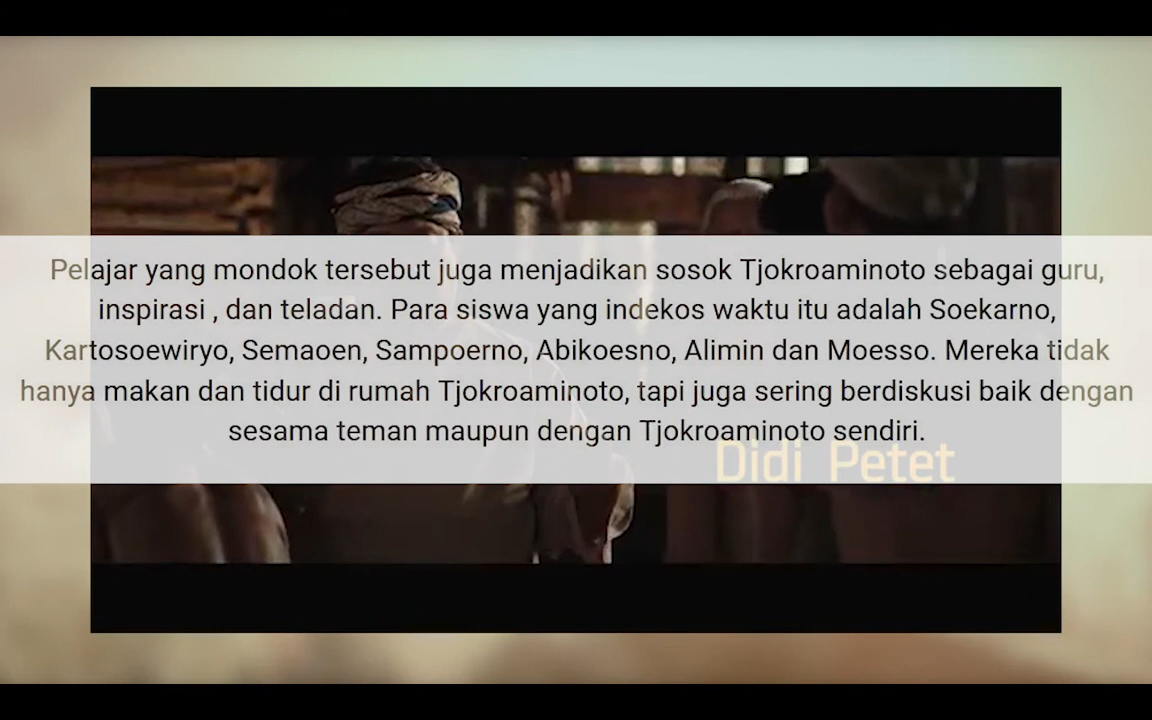 Pelajar yang mondok tersebut juga menjadikan sosok Tjokroaminoto sebagai guru,
inspirasi , dan teladan. Para siswa yang indekos waktu itu adalah Soekarno,
Kartosoewiryo, Semaoen, Sampoerno, Abikoesno, Alimin dan Moesso. Mereka tidak
hanya makan dan tidur di rumah Tjokroaminoto, tapi juga sering berdiskusi baik dengan
sesama teman maupun dengan Tjokroaminoto sendiri.
Didi Petet